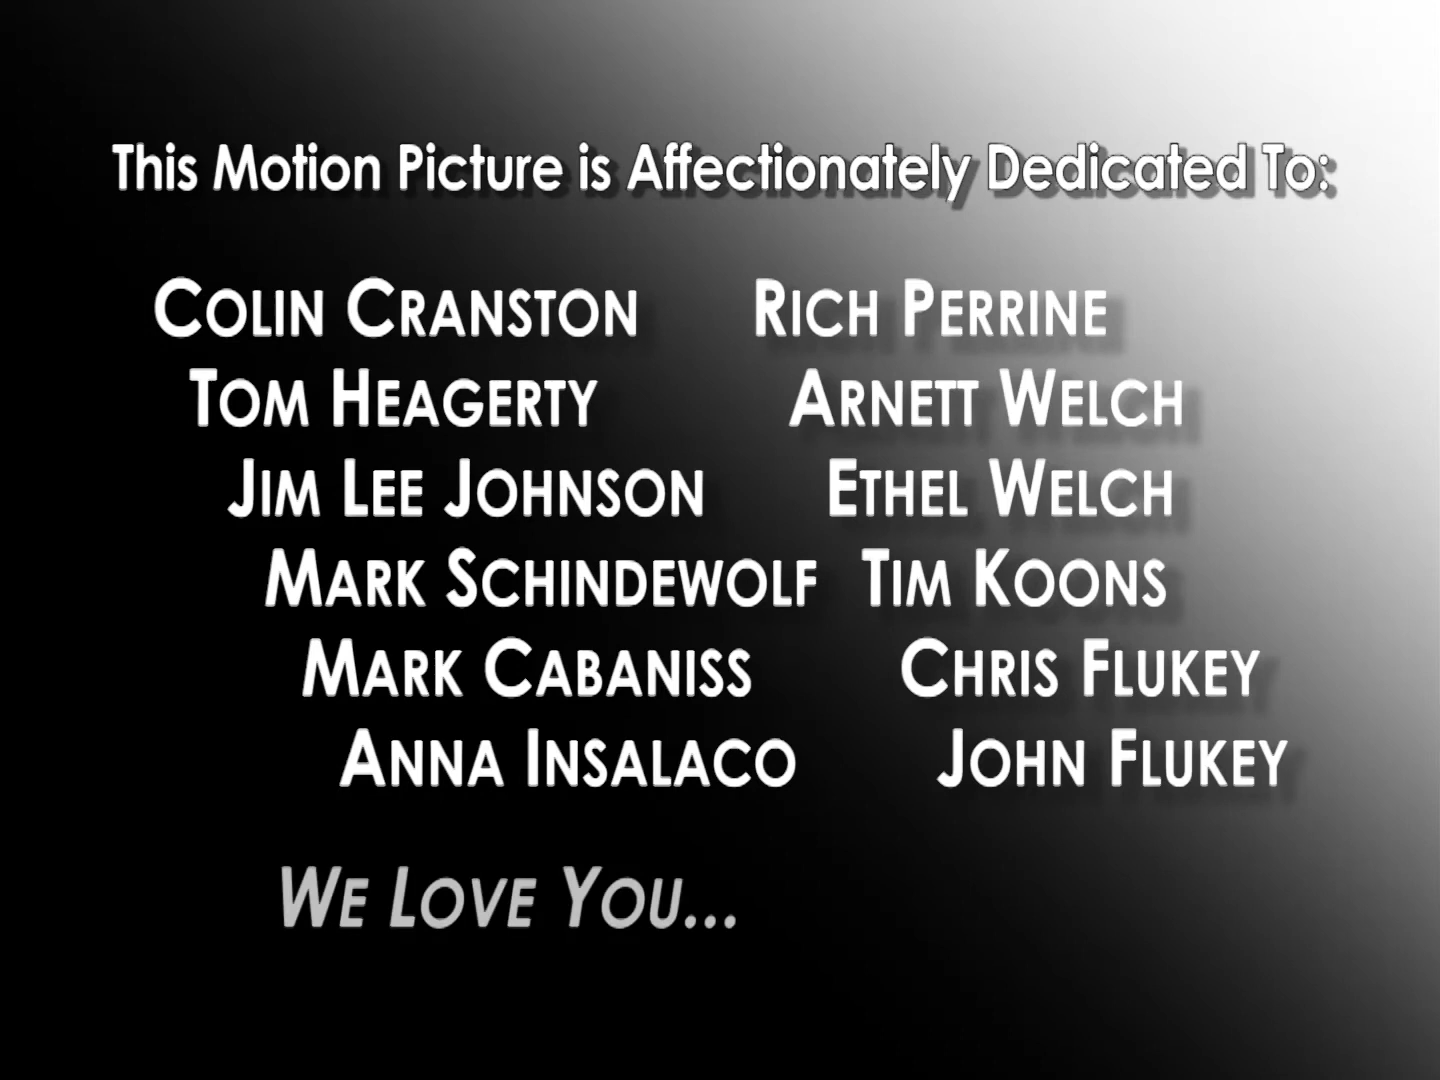 This Motion Picture is Affectionately Dedicated To:
COLIN CRANSTON RICH PERRINE
TOM HEAGERTY ARNETT WELCH
JIM LEE JOHNSON ETHEL WELCH
MARK SCHINDEWOLF TIM KOONS
MARK CABANISS CHRIS FLUKEY
ANNA INSALACO JOHN FLUKEY
WE LOVE YOU...